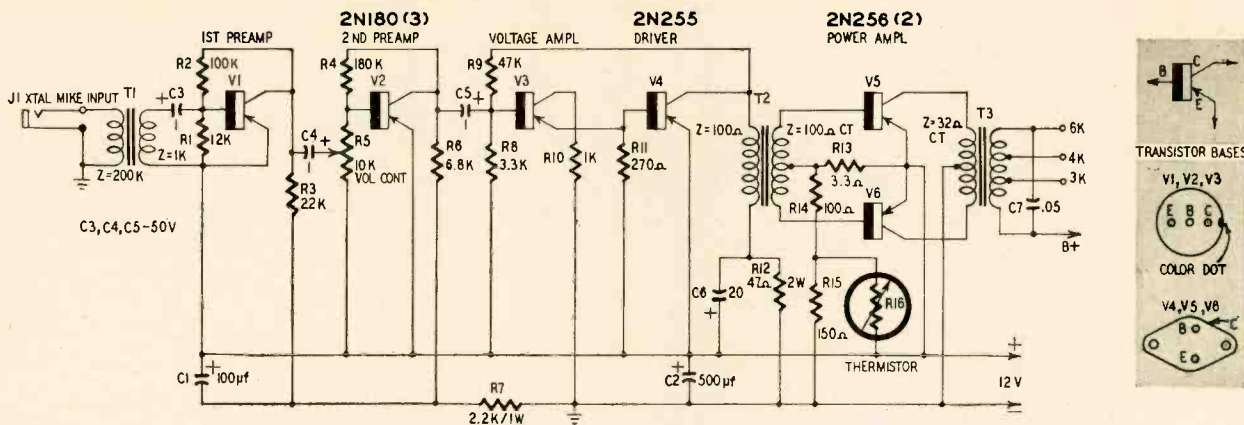 2N180 (3)
2N255
2N256 (2)
1ST PREAMP
2ND PREAMP
VOLTAGE AMPL
DRIVER
POWER AMPL
R2
100K
V1
R4
180K
V2
R9
47K
V3
V4
V5
J1 XTAL MIKE INPUT
T1
C3
+
−
R1
12K
Z=1K
Z=200K
C4
+
−
R5
10K
VOL CONT
C5
+
−
R6
6.8K
R8
3.3K
R10
1K
R11
270Ω
T2
Z=100Ω
Z=100Ω CT
R13
3.3Ω
R14
100Ω
V6
Z=32Ω
CT
T3
6K
4K
3K
C7
.05
B+
R3
22K
C3,C4,C5-50V
C6
20
+
R12
47Ω
2W
R15
150Ω
R16
THERMISTOR
+
12V
−
C1
+
100μf
R7
2.2K/1W
C2
+
500μf
B
C
E
TRANSISTOR BASES
V1, V2, V3
E B C
COLOR DOT
V4, V5, V6
B
C
E